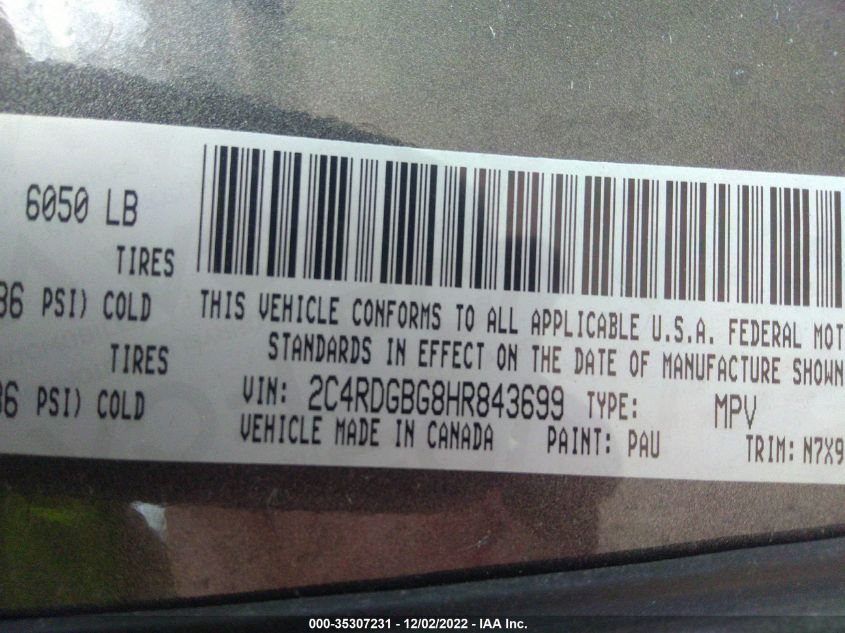 6050 LB
TIRES
36 PSI) COLD
TIRES
36 PSI) COLD
THIS VEHICLE CONFORMS TO ALL APPLICABLE U.S.A. FEDERAL MOT
STANDARDS IN EFFECT ON THE DATE OF MANUFACTURE SHOWN
VIN: 2C4RDGBG8HR843699 TYPE: MPV
VEHICLE MADE IN CANADA PAINT: PAU TRIM: N7X9
000-35307231 - 12/02/2022 - IAA Inc.